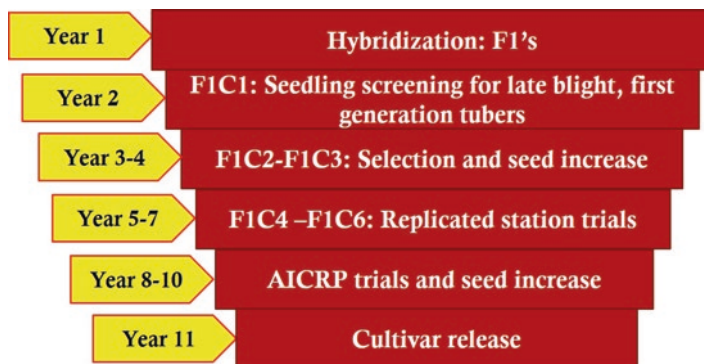 Year 1
Hybridization: F1's
Year 2
F1C1: Seedling screening for late blight, first
generation tubers
Year 3-4
F1C2-F1C3: Selection and seed increase
Year 5-7
F1C4 –F1C6: Replicated station trials
Year 8-10
AICRP trials and seed increase
Year 11
Cultivar release